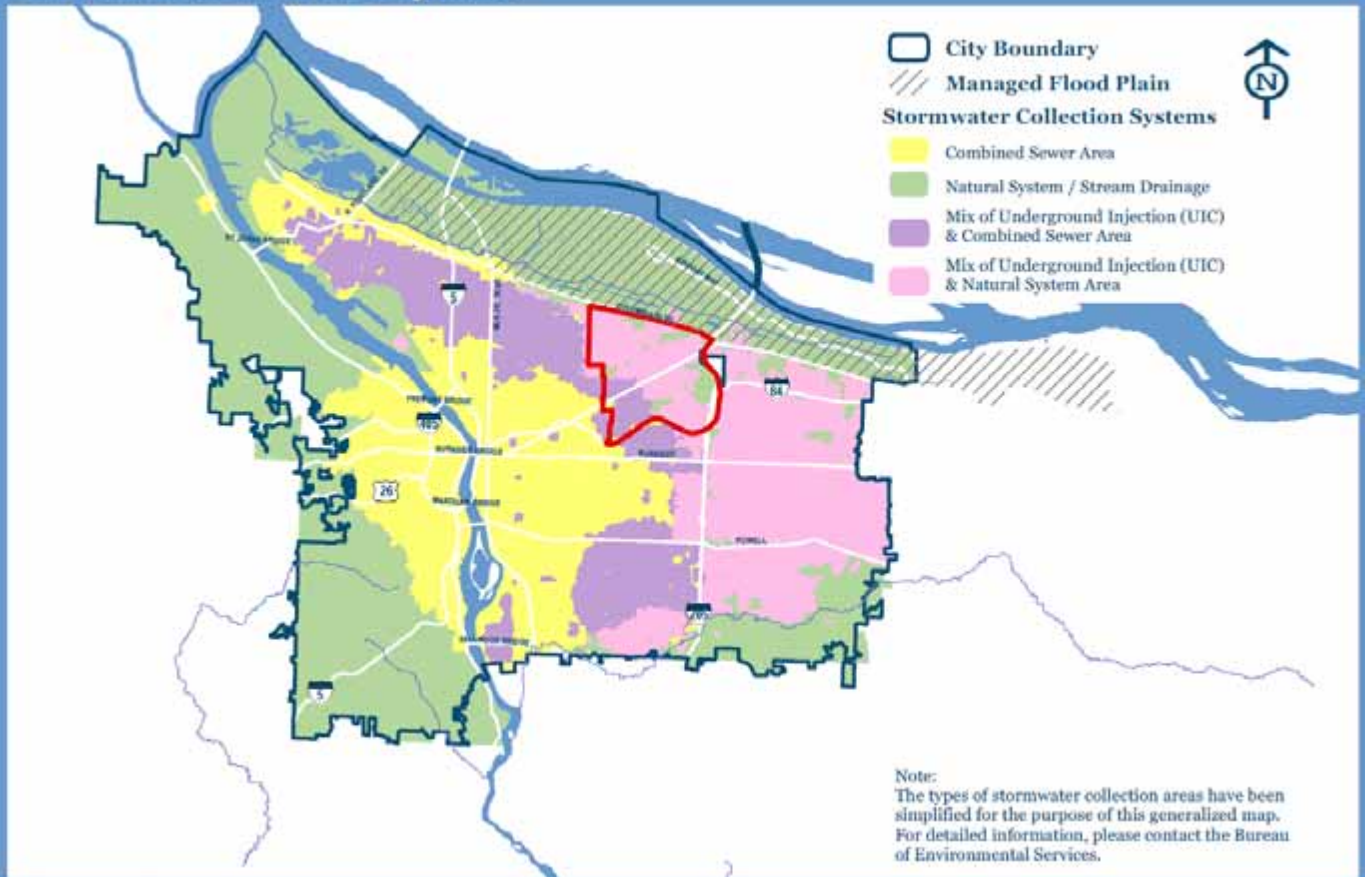 City Boundary
Managed Flood Plain
N
Stormwater Collection Systems
Combined Sewer Area
Natural System / Stream Drainage
Mix of Underground Injection (UIC)
& Combined Sewer Area
Mix of Underground Injection (UIC)
& Natural System Area
5
84
405
26
POWELL
205
5
Note:
The types of stormwater collection areas have been
simplified for the purpose of this generalized map.
For detailed information, please contact the Bureau
of Environmental Services.